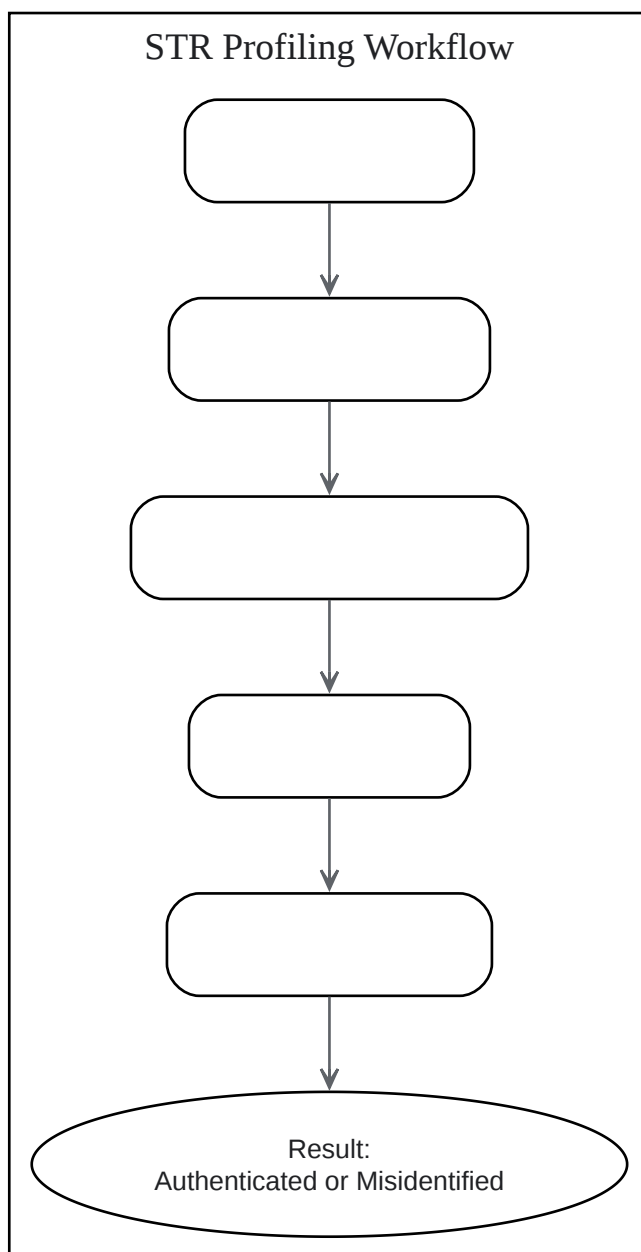 STR Profiling Workflow
Result:
Authenticated or Misidentified